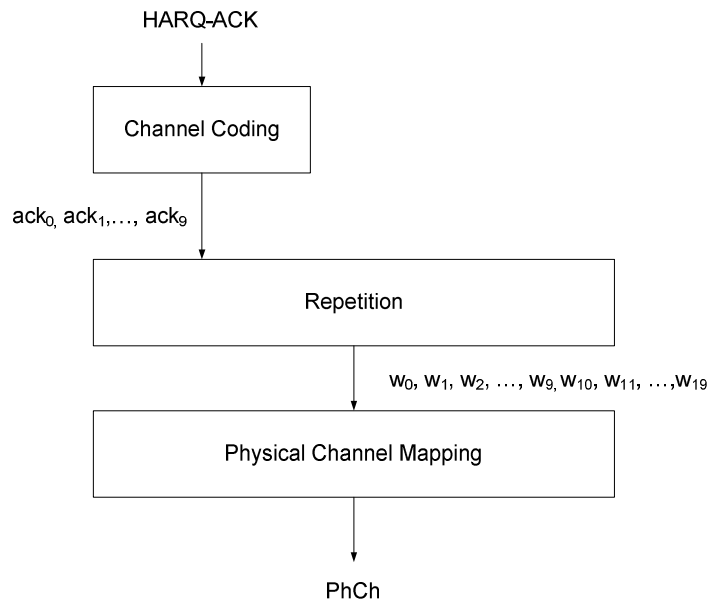 HARQ-ACK
Channel Coding
ack₀, ack₁,…, ack₉
Repetition
w₀, w₁, w₂, …, w₉, w₁₀, w₁₁, …,w₁₉
Physical Channel Mapping
PhCh